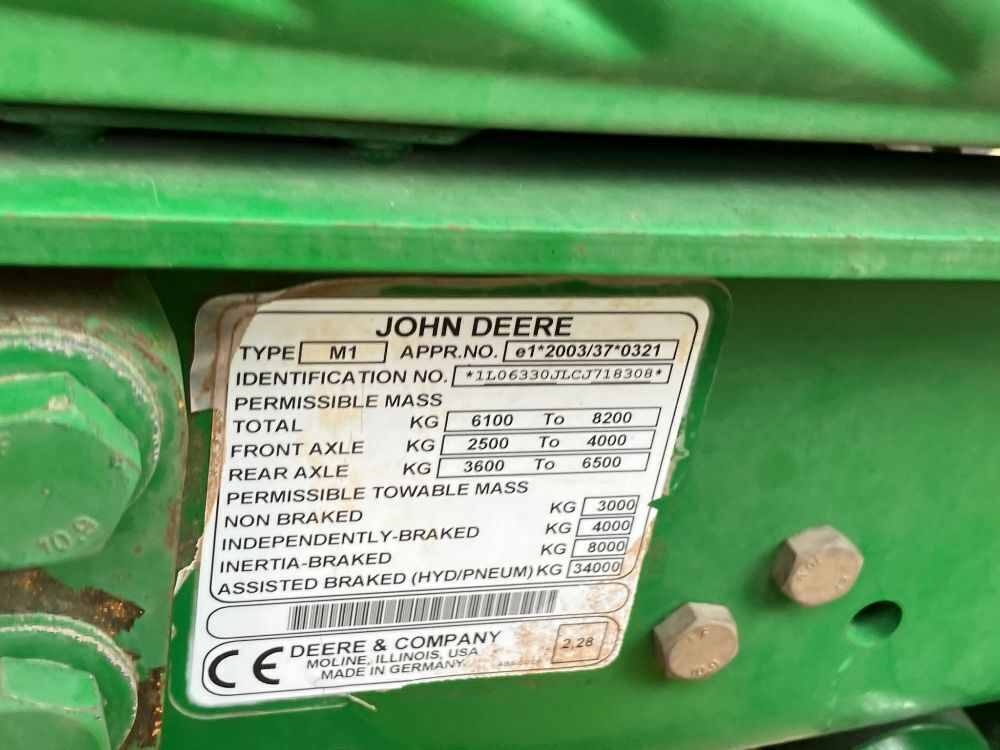 JOHN DEERE
TYPE M1 APPR.NO. e1*2003/37*0321
IDENTIFICATION NO. *1L06330JLCJ718308*
PERMISSIBLE MASS
TOTAL KG 6100 To 8200
FRONT AXLE KG 2500 To 4000
REAR AXLE KG 3600 To 6500
PERMISSIBLE TOWABLE MASS
NON BRAKED KG 3000
INDEPENDENTLY-BRAKED KG 4000
INERTIA-BRAKED KG 8000
ASSISTED BRAKED (HYD/PNEUM) KG 34000
CE DEERE & COMPANY 2,28
MOLINE, ILLINOIS, USA
MADE IN GERMANY
10.9